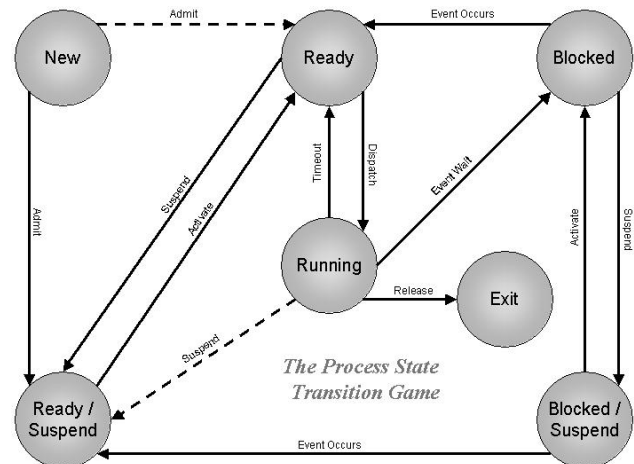 Admit
Event Occurs
New
Ready
Blocked
Suspend
Activate
Timeout
Dispatch
Event Wait
Admit
Activate
Suspend
Running
Release
Exit
Suspend
The Process State
Transition Game
Ready /
Suspend
Blocked /
Suspend
Event Occurs